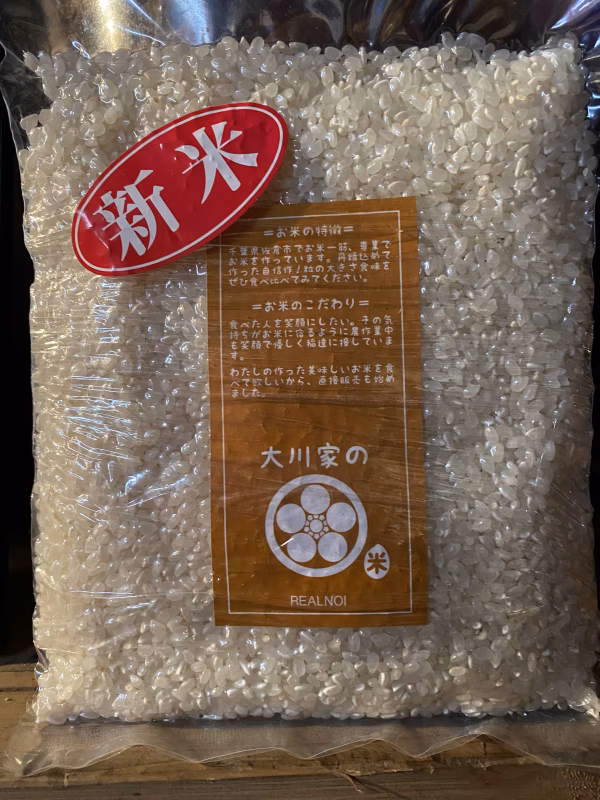 新米
=お米の特徴=
千葉県佐倉市でお米一筋、専業で
お米を作っています。丹精込めて
作った自信作!粒の大きさ食味を
ぜひ食べ比べてみてください。
=お米のこだわり=
食べた人を笑顔にしたい。その気
持ちがお米に宿るように農作業中
も笑顔で優しく稲達に接していま
す。
わたしの作った美味しいお米を食
べて欲しいから、直接販売も始め
ました。
大川家の
米
REALNOI